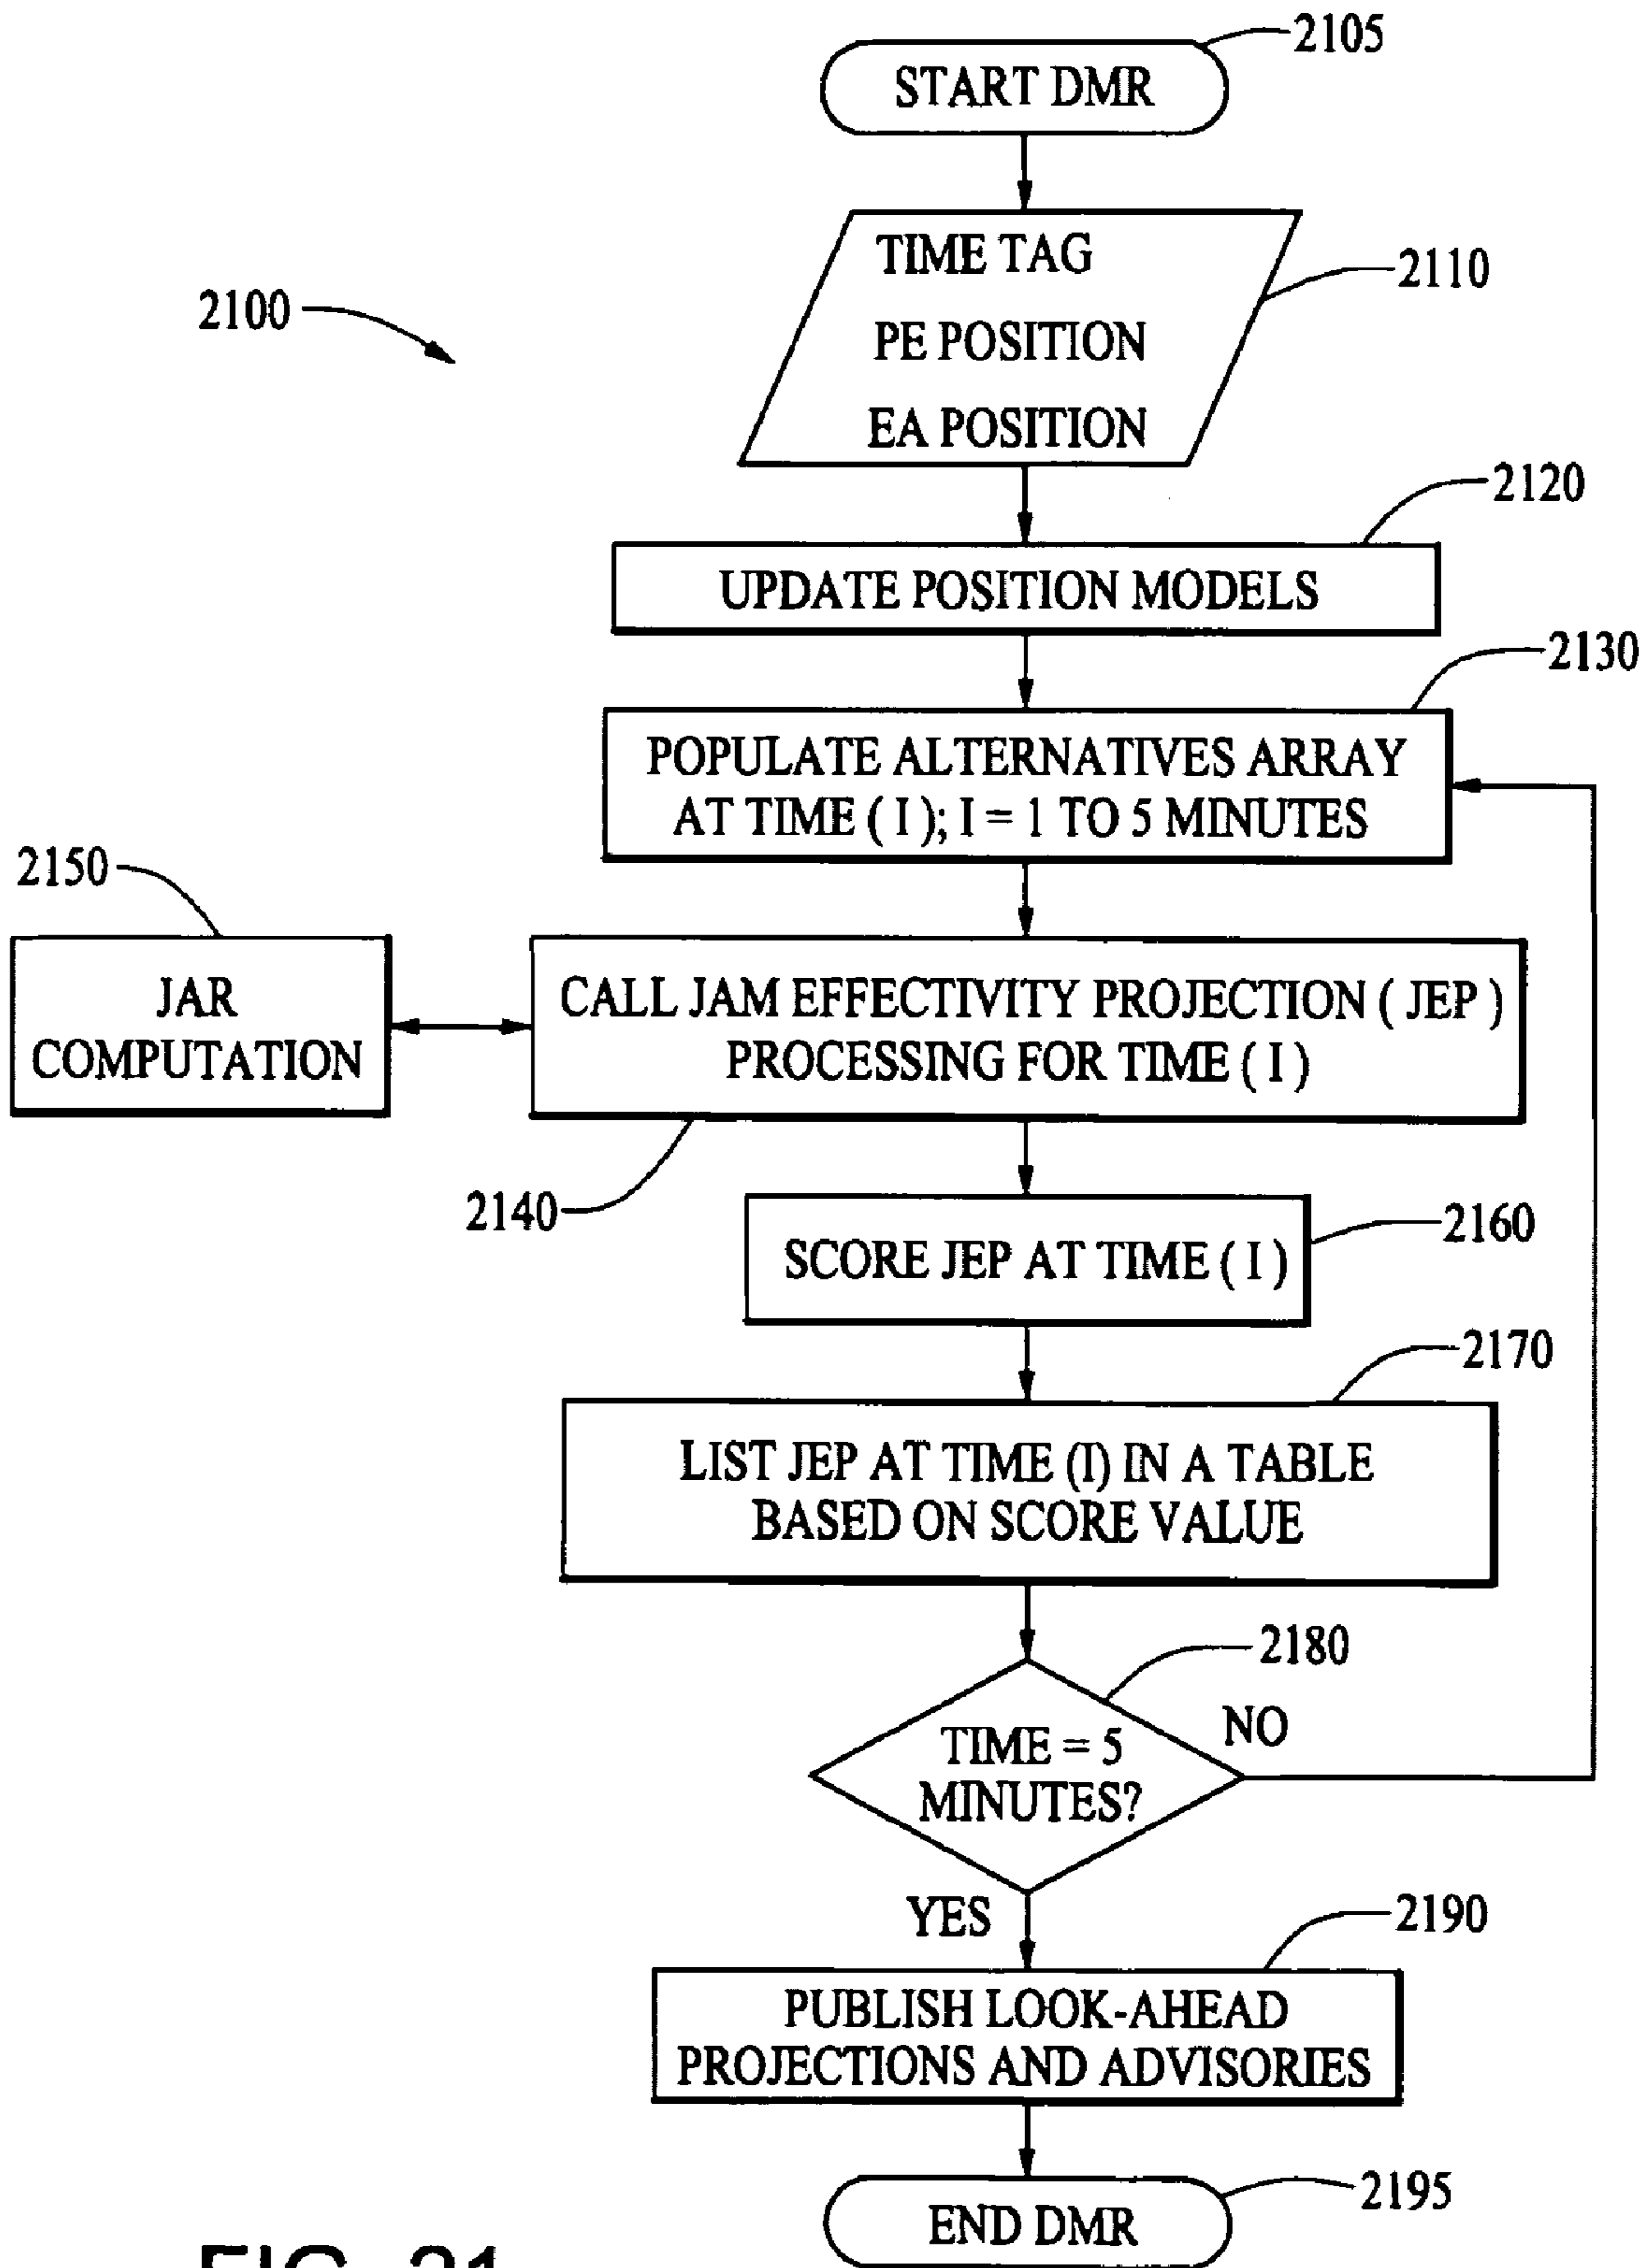 2105
START DMR
2100
TIME TAG
PE POSITION
EA POSITION
2110
2120
UPDATE POSITION MODELS
2130
POPULATE ALTERNATIVES ARRAY
AT TIME ( I ); I = 1 TO 5 MINUTES
2150
JAR
COMPUTATION
CALL JAM EFFECTIVITY PROJECTION ( JEP )
PROCESSING FOR TIME ( I )
2140
2160
SCORE JEP AT TIME ( I )
2170
LIST JEP AT TIME (I) IN A TABLE
BASED ON SCORE VALUE
2180
TIME = 5
MINUTES?
NO
YES
2190
PUBLISH LOOK-AHEAD
PROJECTIONS AND ADVISORIES
2195
END DMR
FIG. 21